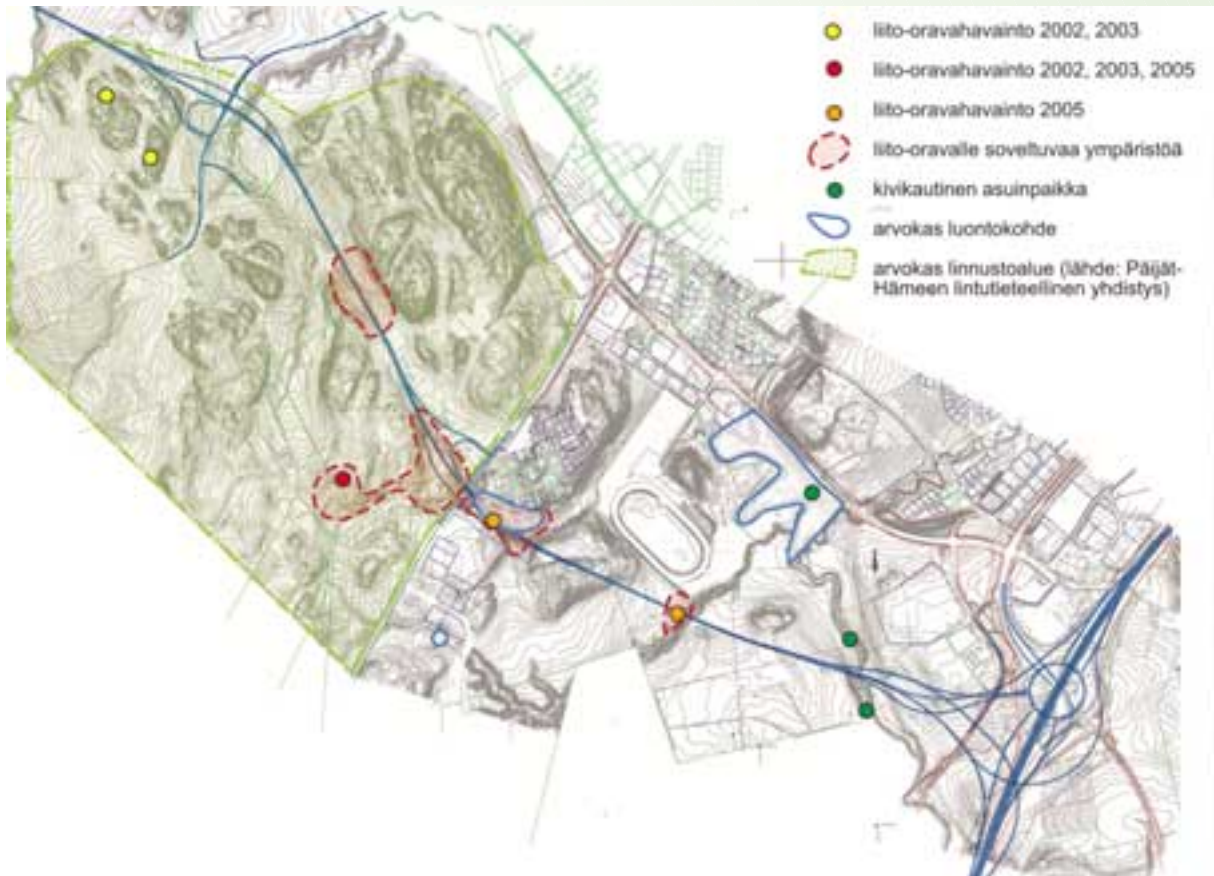 liito-oravahavainto 2002, 2003
liito-oravahavainto 2002, 2003, 2005
liito-oravahavainto 2005
liito-oravalle soveltuvaa ympäristöä
kivikautinen asuinpaikka
arvokas luontokohde
arvokas linnustoalue (lähde: Päijät-
Hämeen lintutieteellinen yhdistys)